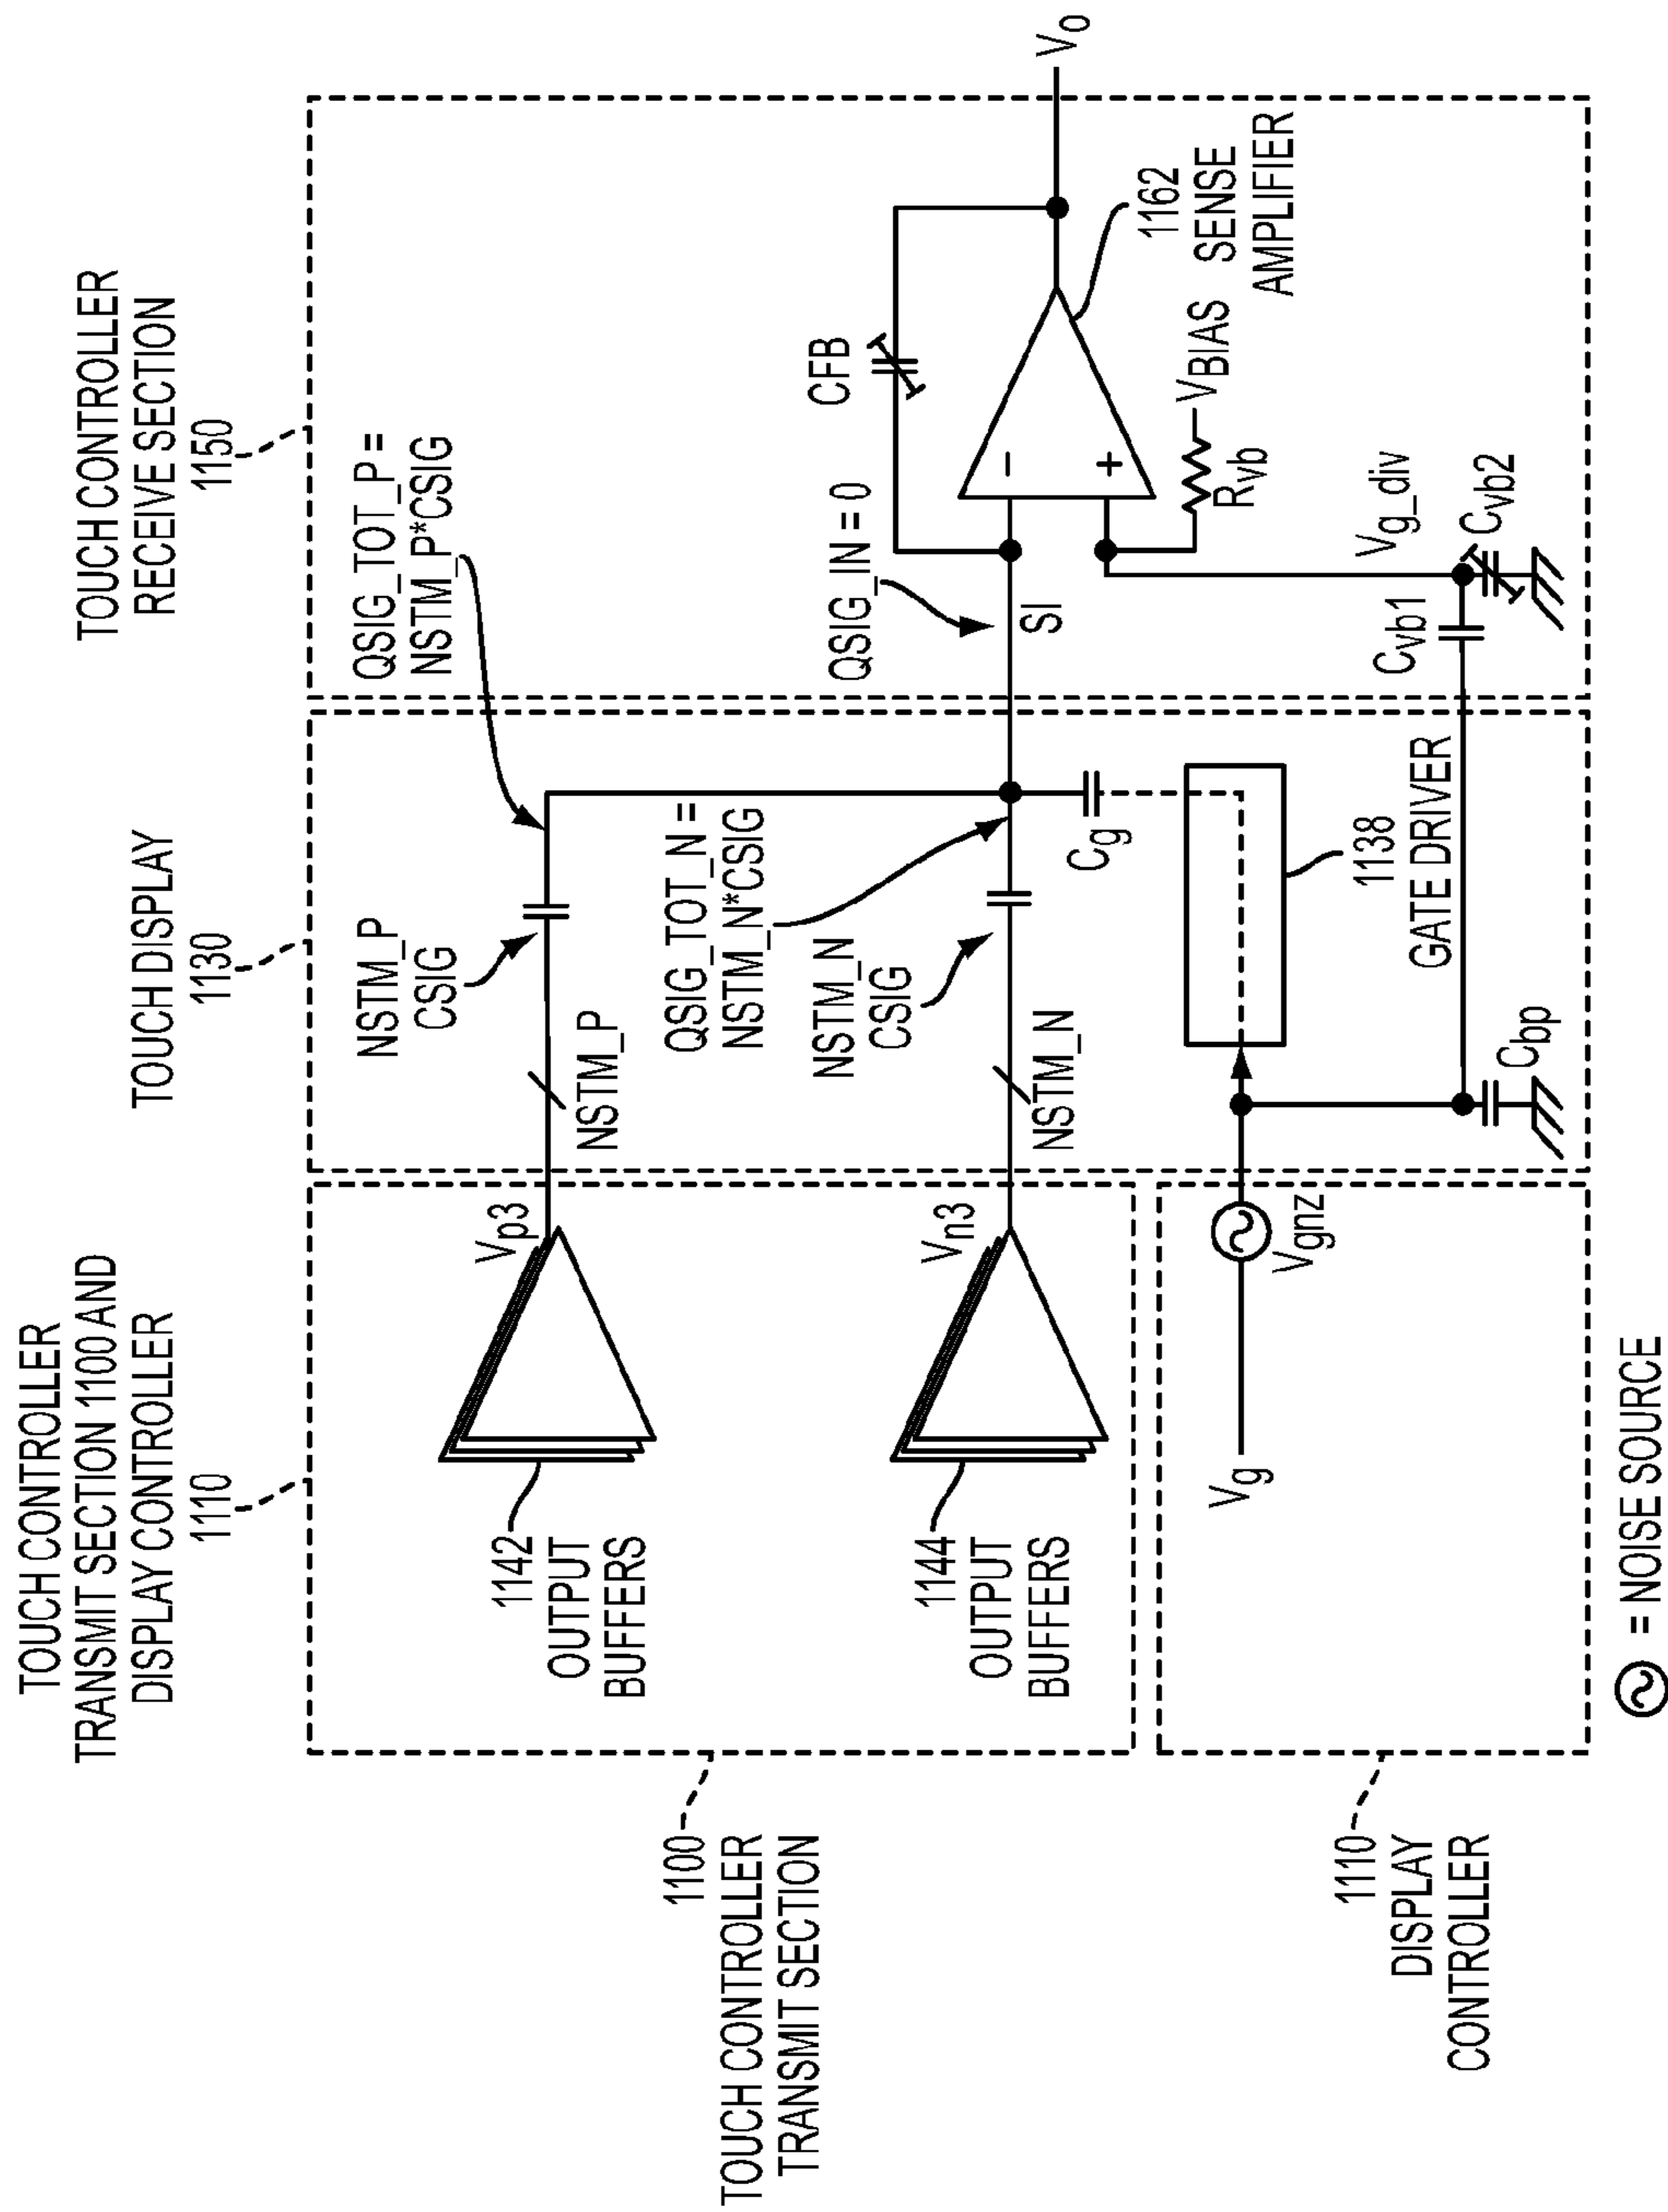 TOUCH CONTROLLER
TRANSMIT SECTION 1100 AND
DISPLAY CONTROLLER
1110
TOUCH DISPLAY
1130
TOUCH CONTROLLER
RECEIVE SECTION
1150
1100
TOUCH CONTROLLER
TRANSMIT SECTION
1142
OUTPUT
BUFFERS
Vp3
NSTM_P
NSTM_P
CSIG
QSIG_TOT_P =
NSTM_P*CSIG
1144
OUTPUT
BUFFERS
Vn3
NSTM_N
NSTM_N
CSIG
QSIG_TOT_N =
NSTM_N*CSIG
QSIG_IN = 0
SI
CFB
−
+
Vo
1162
SENSE
AMPLIFIER
VBIAS
Rvb
Cg
1110
DISPLAY
CONTROLLER
Vg
Vgnz
1138
GATE DRIVER
Cbp
Cvb1
Vg_div
Cvb2
= NOISE SOURCE